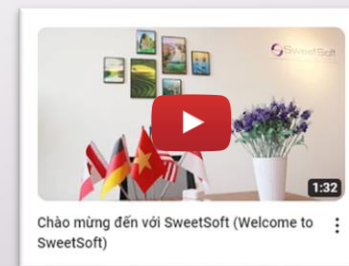 SweetSoft
1:32
Chào mừng đến với SweetSoft (Welcome to
SweetSoft)